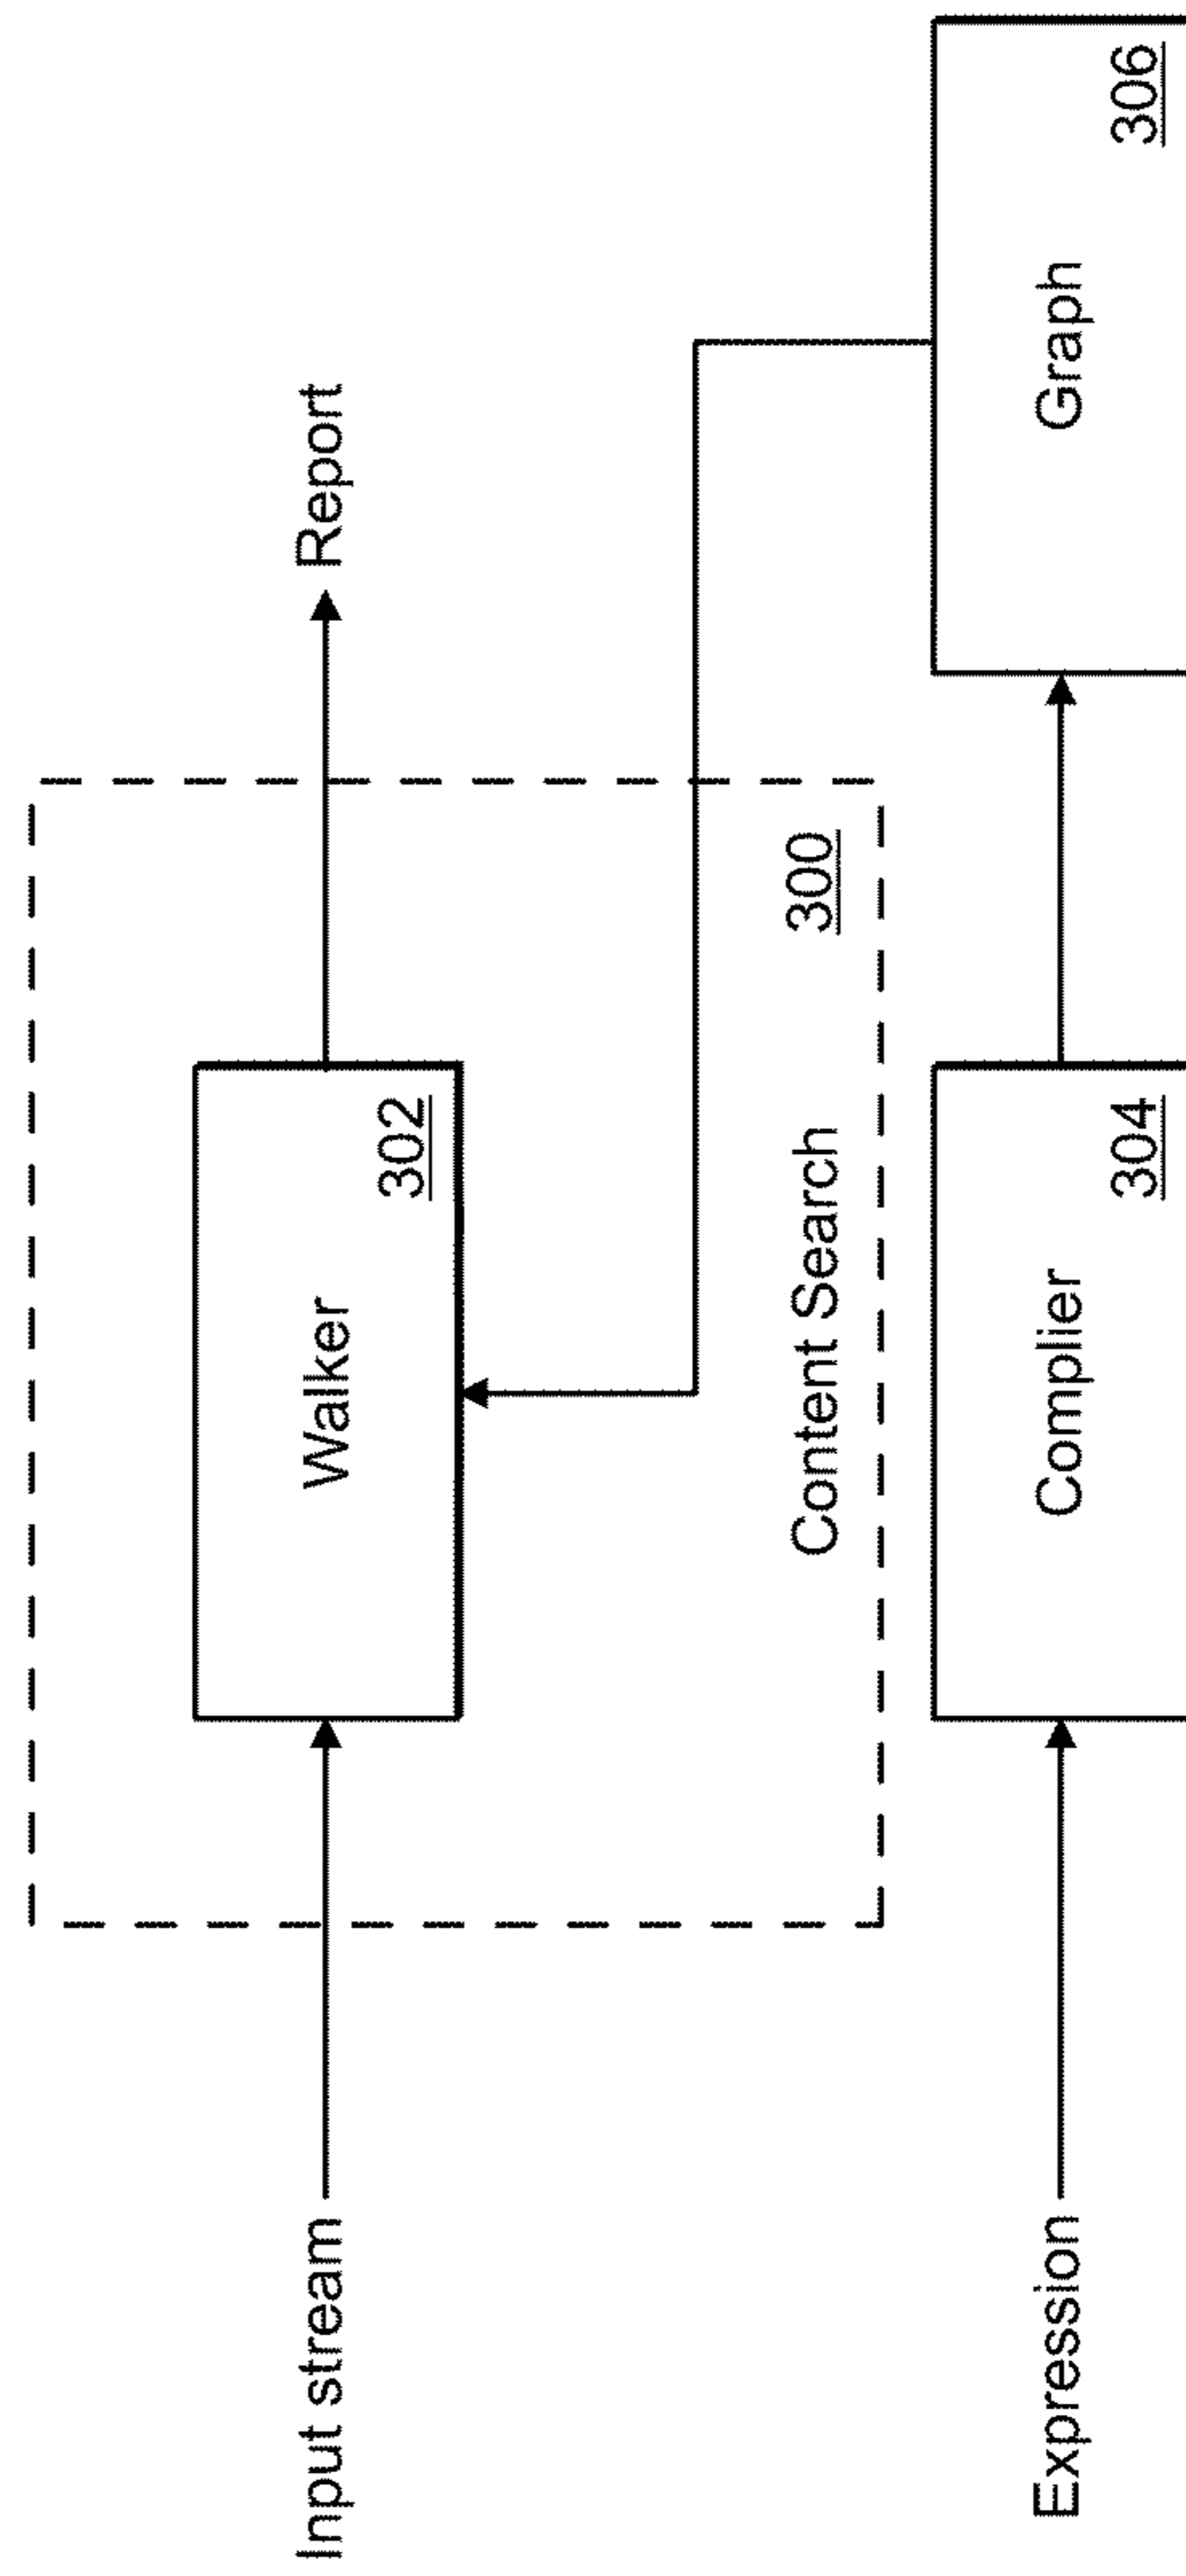 Input stream
Walker
302
Report
Content Search
300
Expression
Complier
304
Graph
306